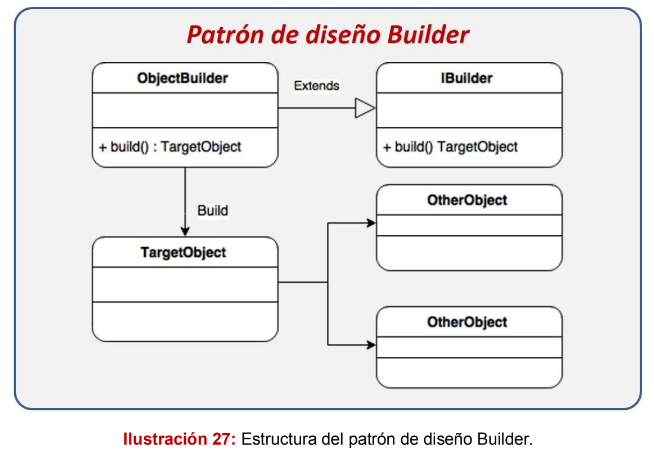 Patrón de diseño Builder
ObjectBuilder
Extends
IBuilder
+ build() : TargetObject
+ build() TargetObject
Build
OtherObject
TargetObject
OtherObject
Ilustración 27: Estructura del patrón de diseño Builder.